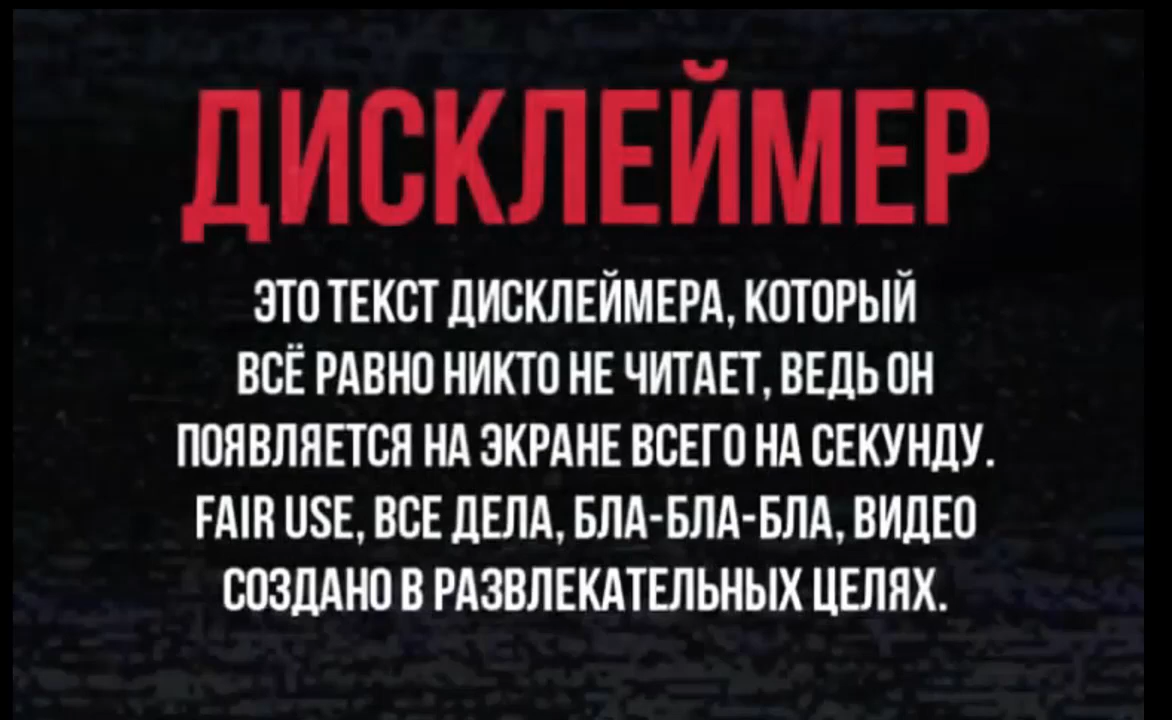 ДИСКЛЕЙМЕР
ЭТО ТЕКСТ ДИСКЛЕЙМЕРА, КОТОРЫЙ
ВСЁ РАВНО НИКТО НЕ ЧИТАЕТ, ВЕДЬ ОН
ПОЯВЛЯЕТСЯ НА ЭКРАНЕ ВСЕГО НА СЕКУНДУ.
FAIR USE, ВСЕ ДЕЛА, БЛА-БЛА-БЛА, ВИДЕО
СОЗДАНО В РАЗВЛЕКАТЕЛЬНЫХ ЦЕЛЯХ.